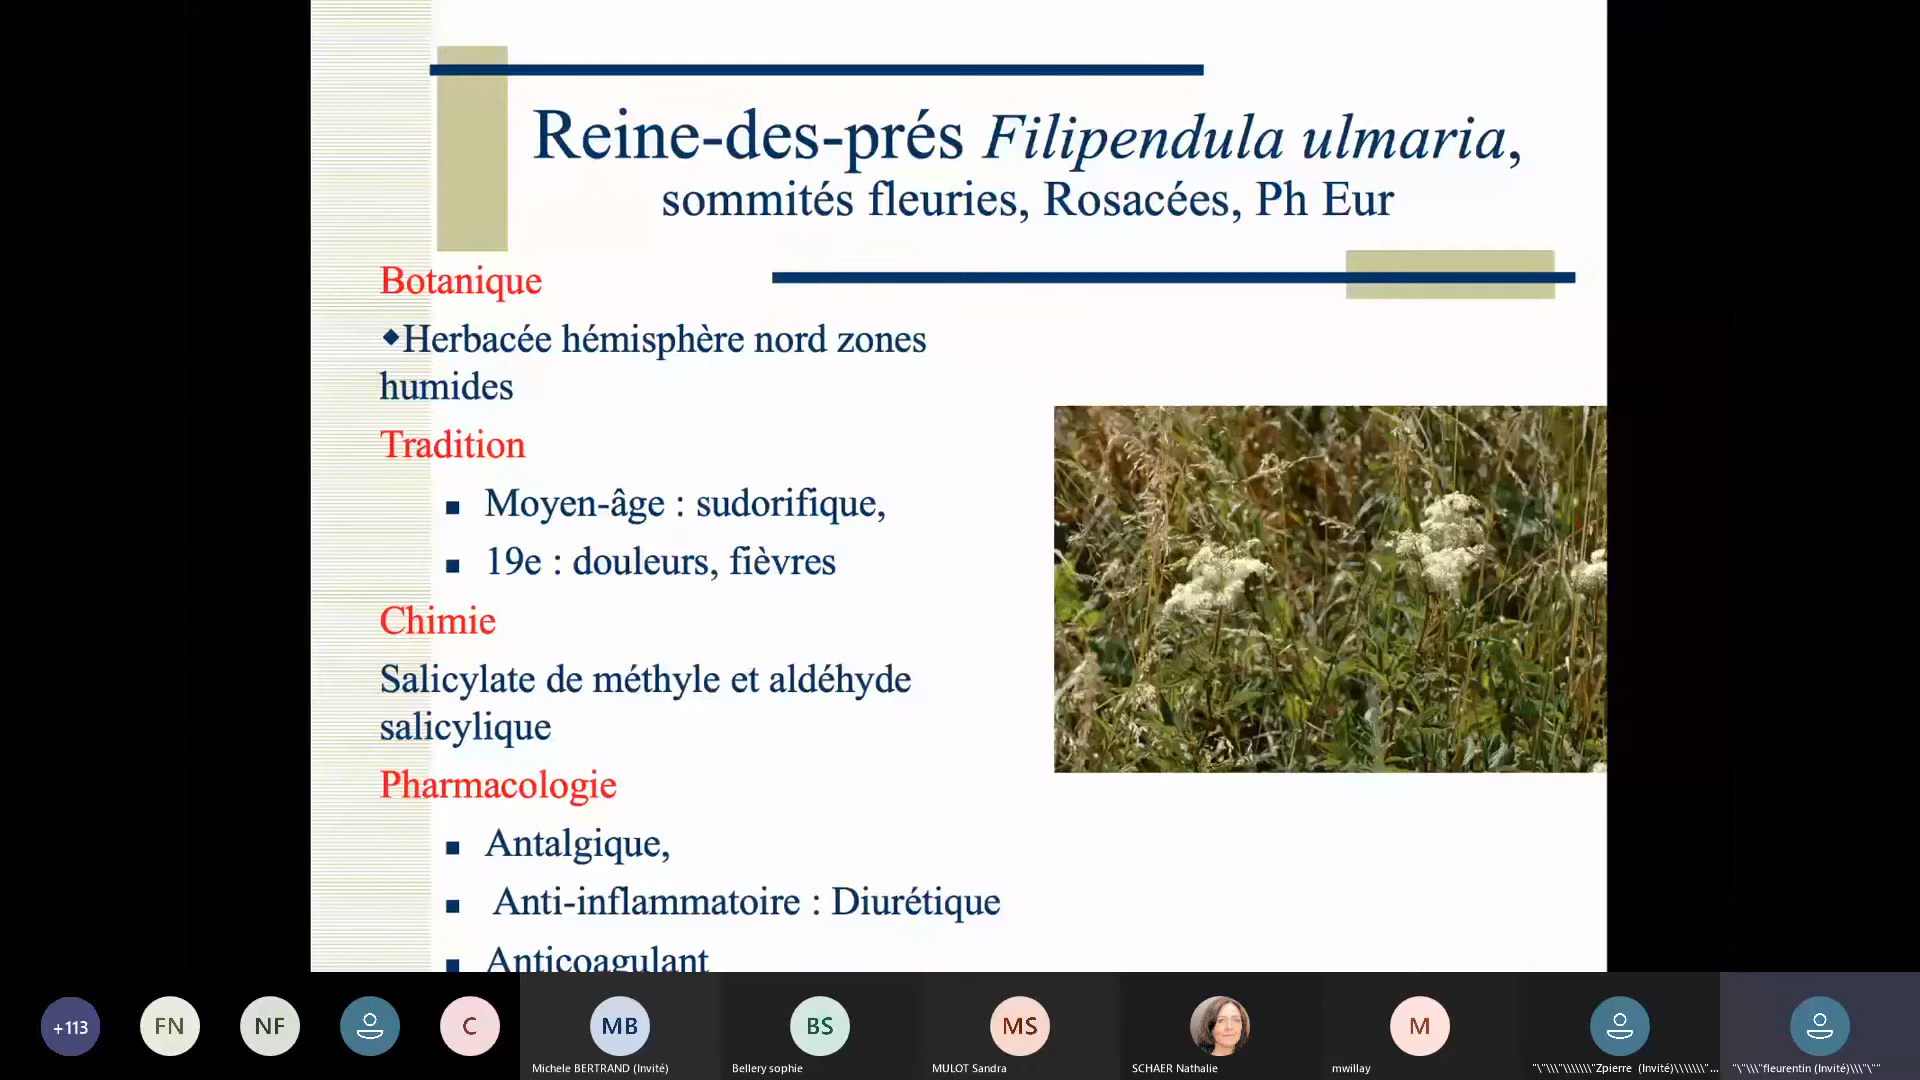 Reine-des-prés Filipendula ulmaria,
sommités fleuries, Rosacées, Ph Eur
Botanique
◆Herbacée hémisphère nord zones
humides
Tradition
▪ Moyen-âge : sudorifique,
▪ 19e : douleurs, fièvres
Chimie
Salicylate de méthyle et aldéhyde
salicylique
Pharmacologie
▪ Antalgique,
▪ Anti-inflammatoire : Diurétique
▪ Anticoagulant
+113
FN
NF
C
MB
BS
MS
M
Michele BERTRAND (Invité)
Bellery sophie
MULOT Sandra
SCHAER Nathalie
mwillay
"\"\\\"\\\\\\\"Zpierre (Invité)\\\\\\\"...
"\"\\\"fleurentin (Invité)\\\"\""